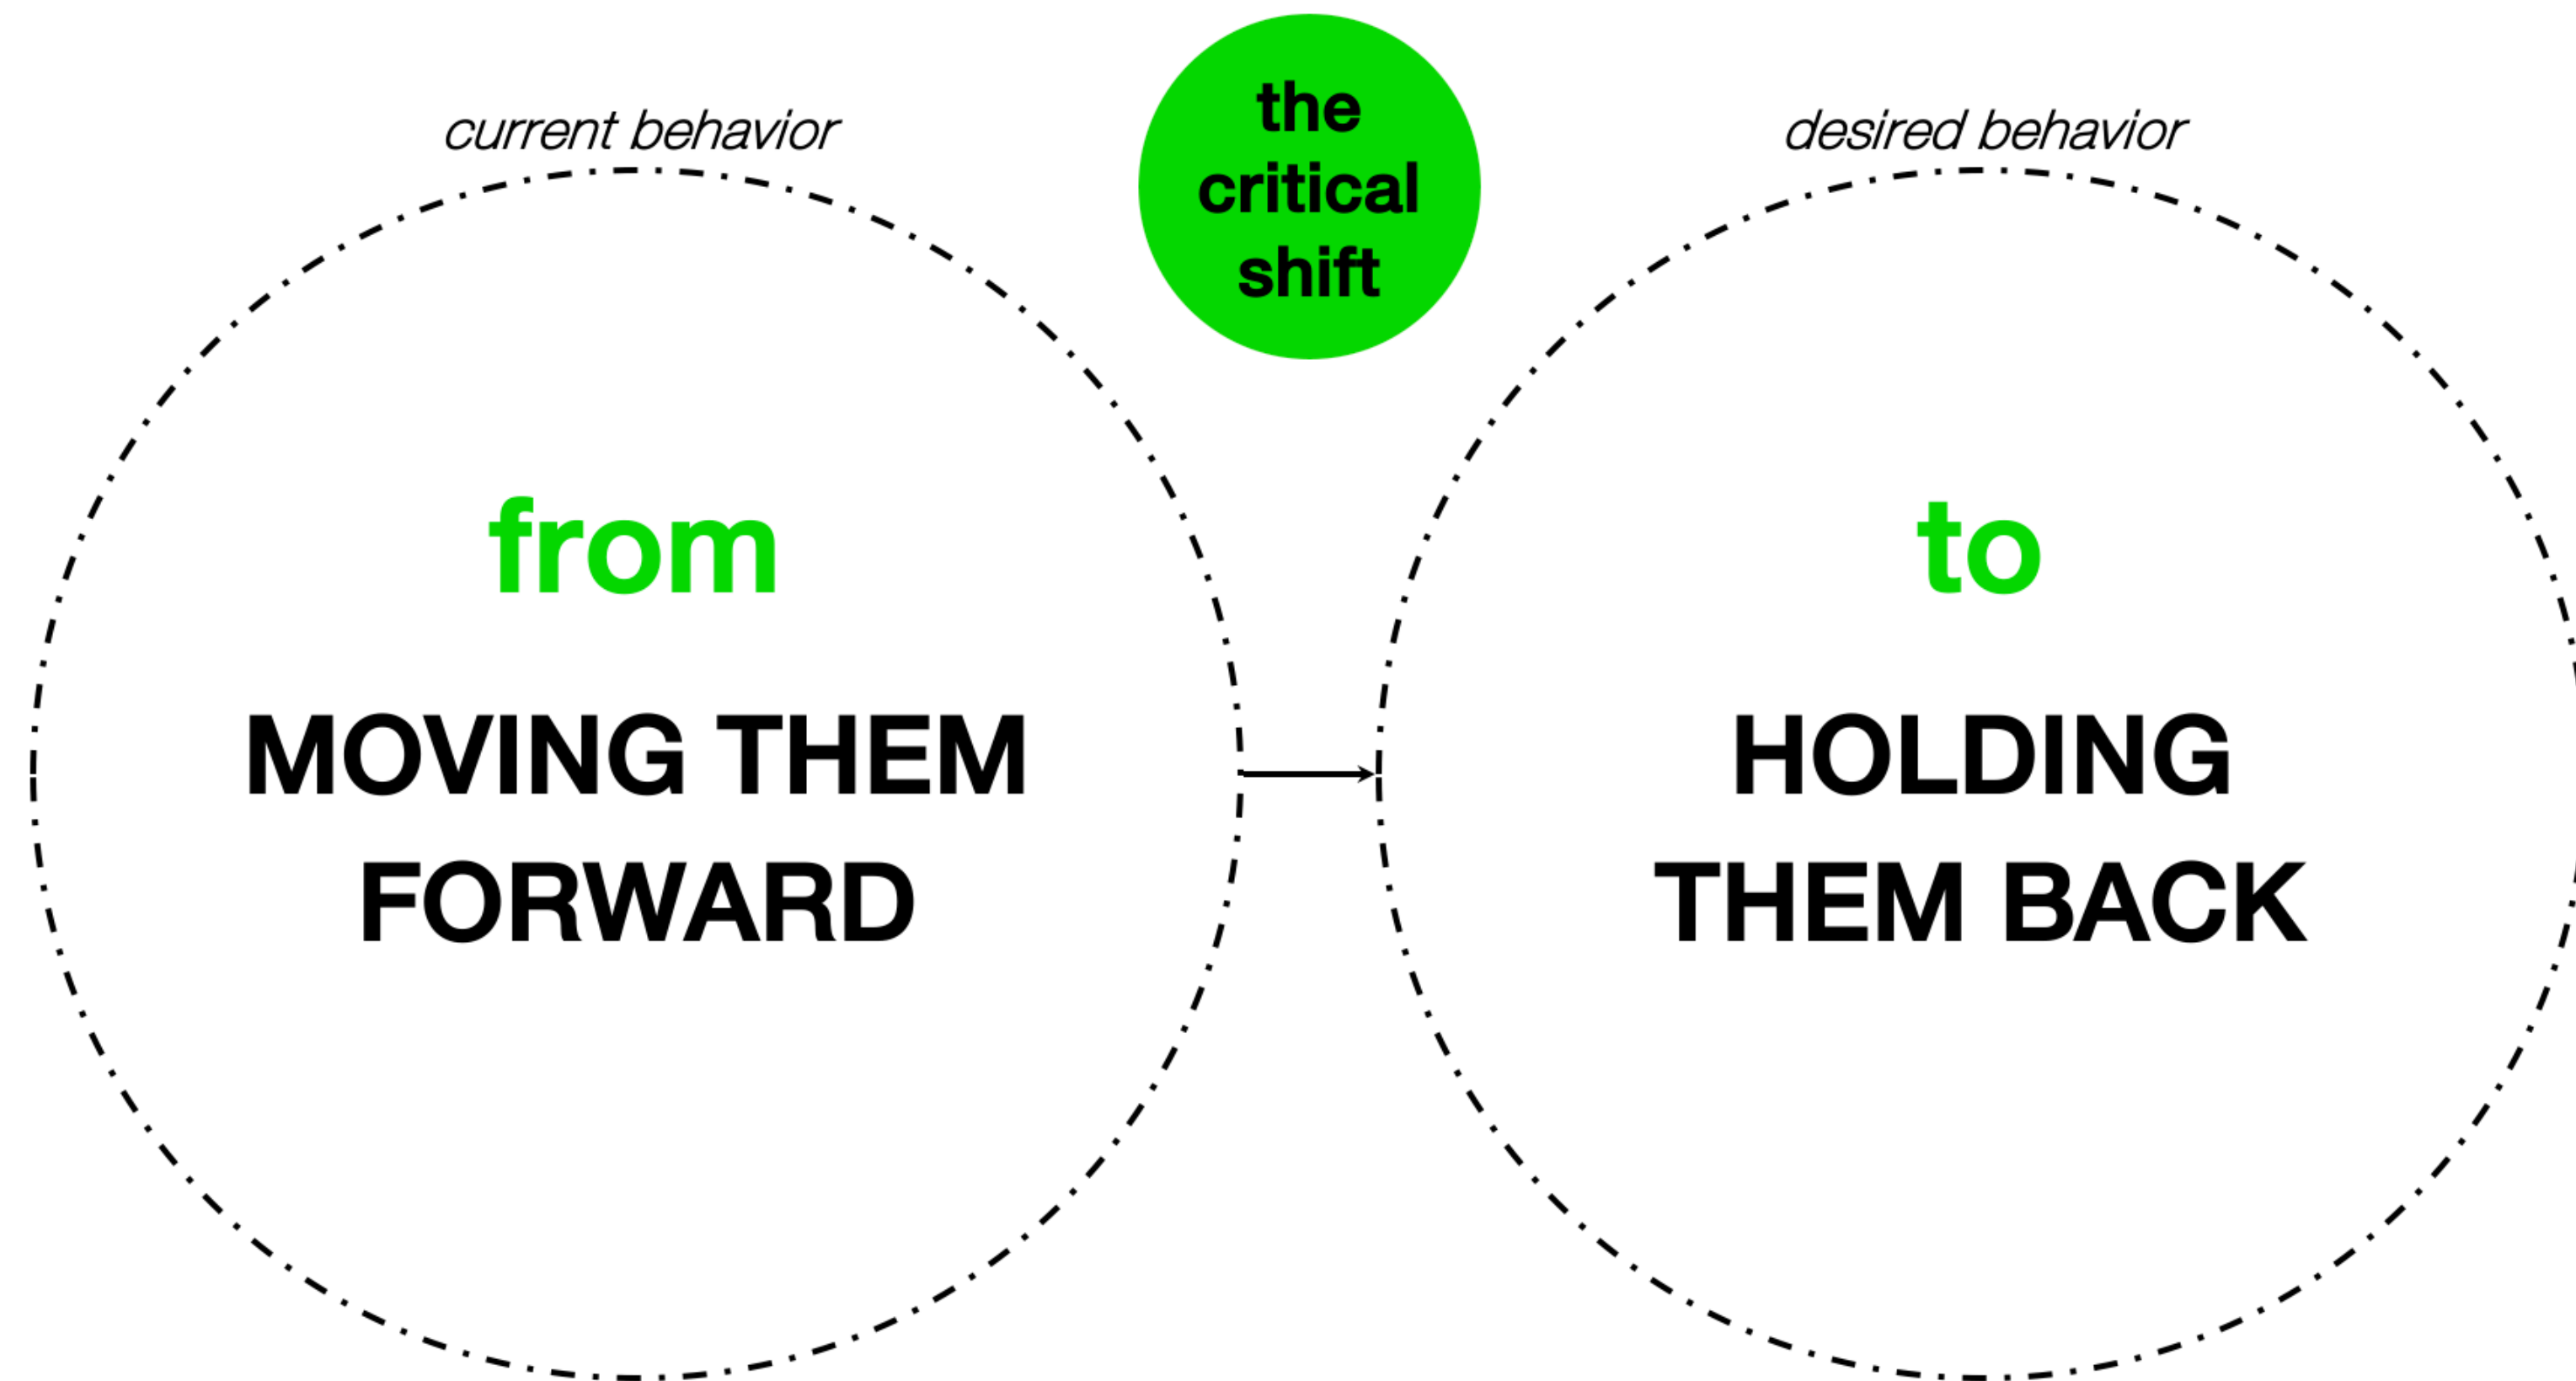 current behavior
the
critical
shift
desired behavior
from
MOVING THEM
FORWARD
to
HOLDING
THEM BACK